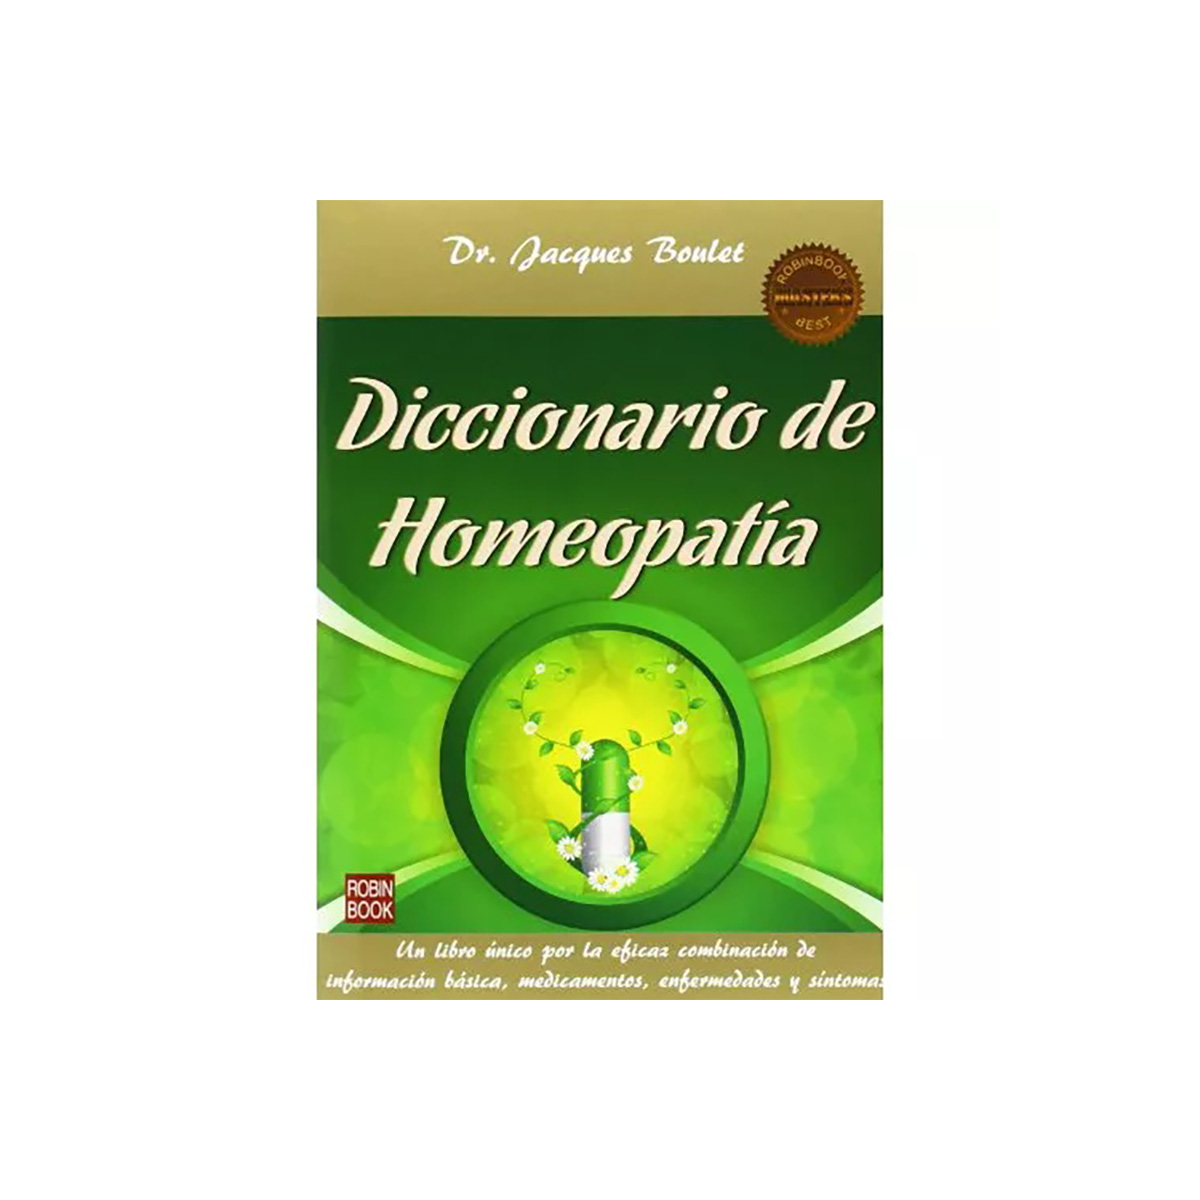 Dr. Jacques Boulet
ROBINBOOK
MASTERS
BEST
Diccionario de
Homeopatía
ROBIN
BOOK
Un libro único por la eficaz combinación de
información básica, medicamentos, enfermedades y síntomas